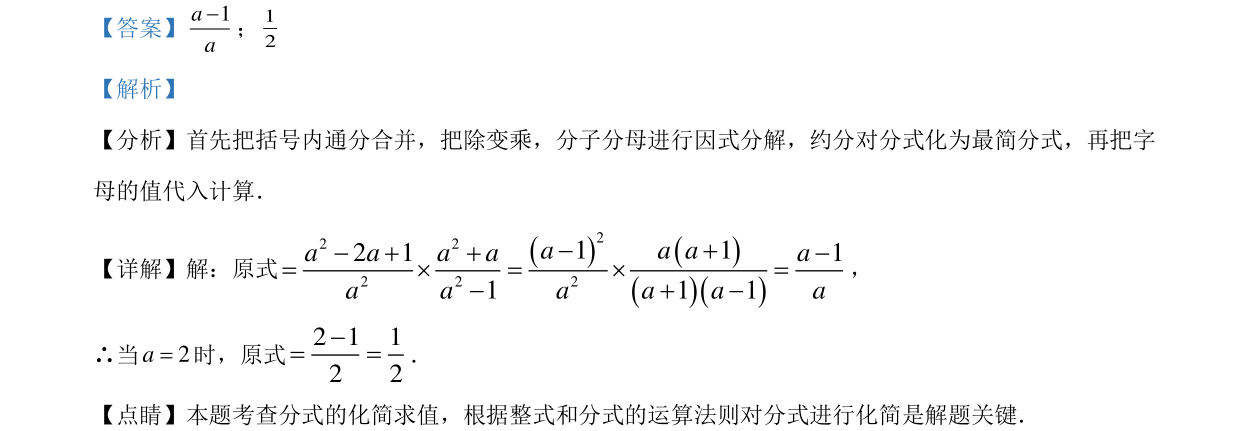 【答案】$\frac{a-1}{a}$；$\frac{1}{2}$
【解析】
【分析】首先把括号内通分合并，把除变乘，分子分母进行因式分解，约分对分式化为最简分式，再把字
母的值代入计算．
【详解】解：原式$=\frac{a^2-2a+1}{a^2}\times\frac{a^2+a}{a^2-1}=\frac{(a-1)^2}{a^2}\times\frac{a(a+1)}{(a+1)(a-1)}=\frac{a-1}{a}$，
∴当$a=2$时，原式$=\frac{2-1}{2}=\frac{1}{2}$．
【点睛】本题考查分式的化简求值，根据整式和分式的运算法则对分式进行化简是解题关键．